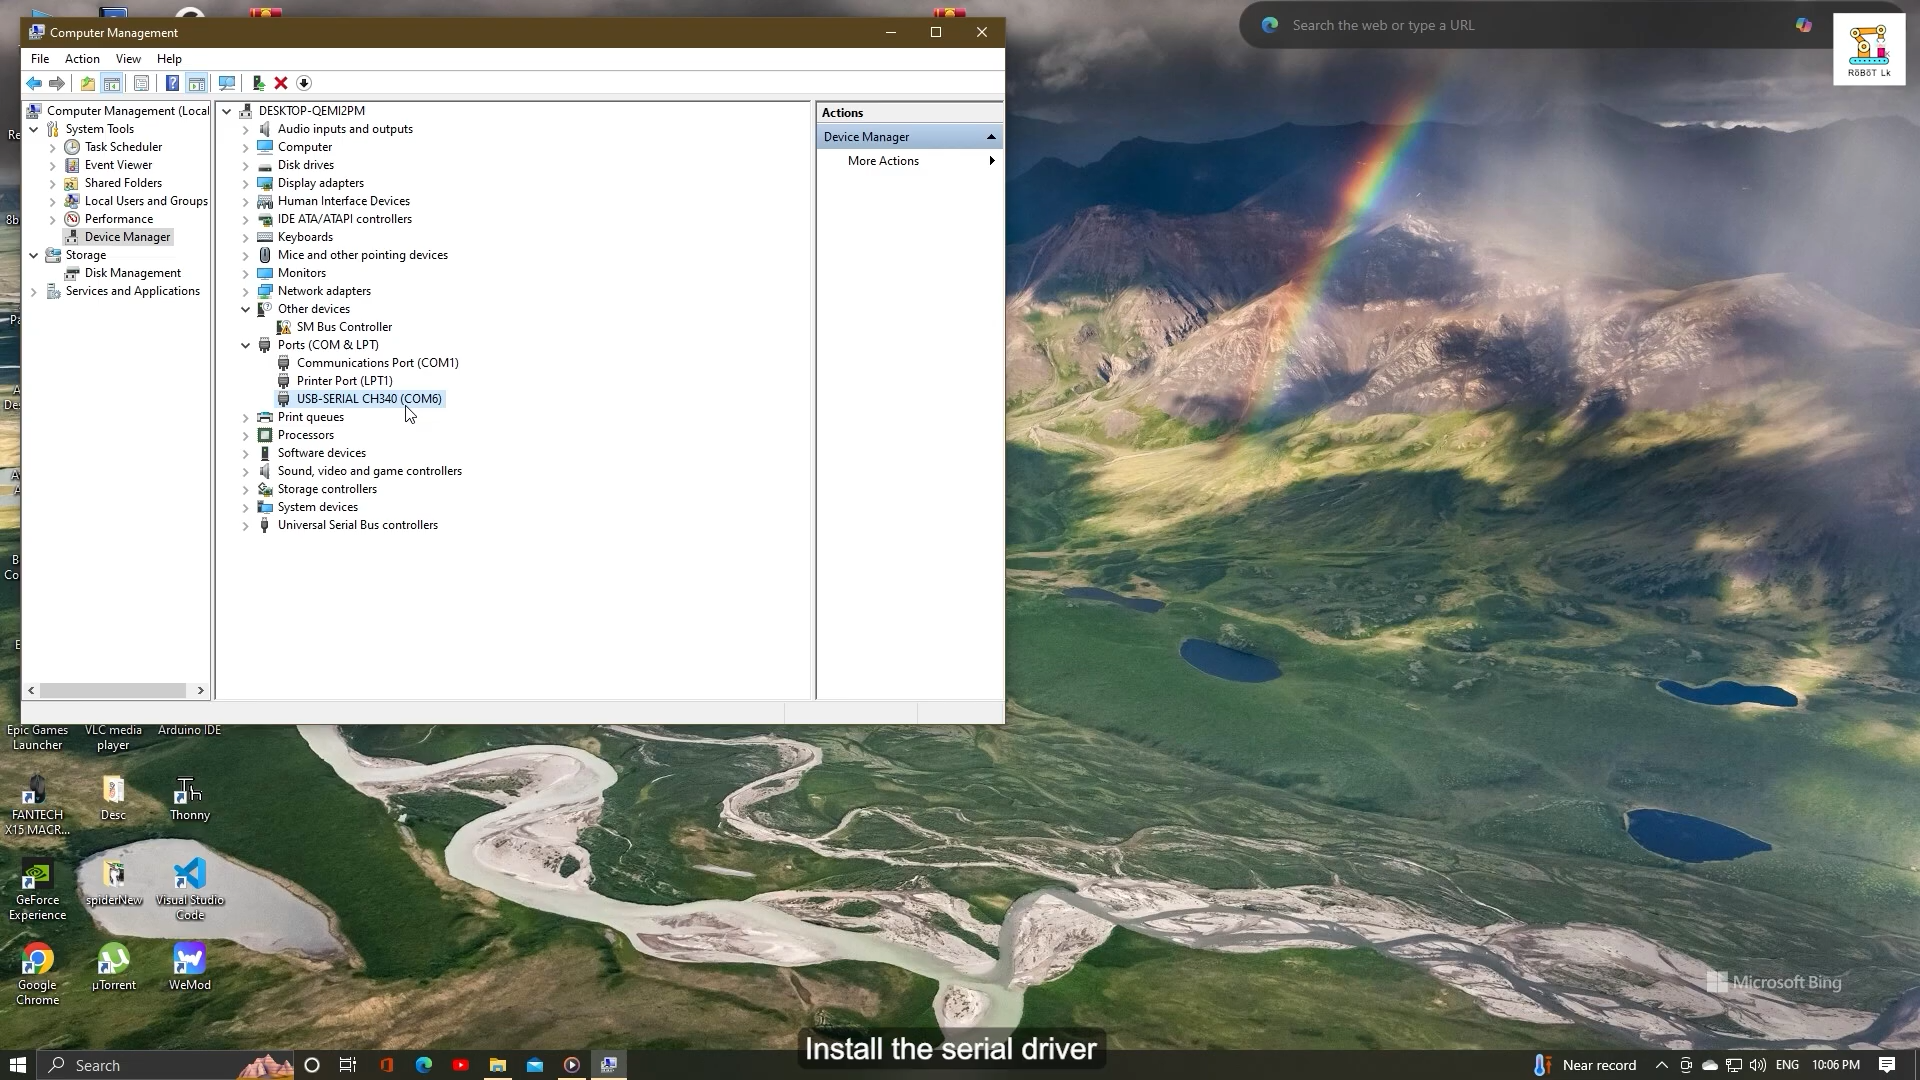 Computer Management
File Action View Help
Computer Management (Local
System Tools
Task Scheduler
Event Viewer
Shared Folders
Local Users and Groups
Performance
Device Manager
Storage
Disk Management
Services and Applications
DESKTOP-QEMI2PM
Audio inputs and outputs
Computer
Disk drives
Display adapters
Human Interface Devices
IDE ATA/ATAPI controllers
Keyboards
Mice and other pointing devices
Monitors
Network adapters
Other devices
SM Bus Controller
Ports (COM & LPT)
Communications Port (COM1)
Printer Port (LPT1)
USB-SERIAL CH340 (COM6)
Print queues
Processors
Software devices
Sound, video and game controllers
Storage controllers
System devices
Universal Serial Bus controllers
Actions
Device Manager
More Actions
Search the web or type a URL
RöBöT Lk
Epic Games
Launcher
VLC media
player
Arduino IDE
FANTECH
X15 MACR...
Desc
Thonny
GeForce
Experience
spiderNew
Visual Studio
Code
Google
Chrome
µTorrent
WeMod
Microsoft Bing
Install the serial driver
Search
Near record
ENG
10:06 PM